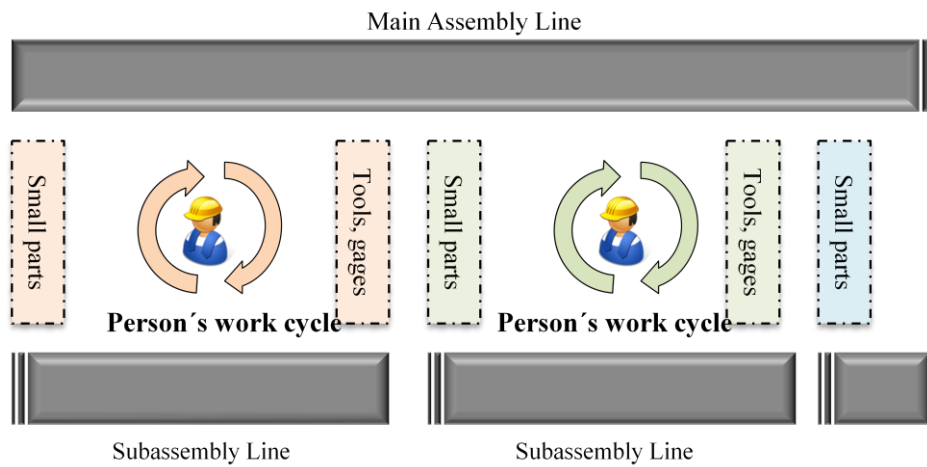 Main Assembly Line
Small parts
Tools, gages
Small parts
Tools, gages
Small parts
Person´s work cycle
Person´s work cycle
Subassembly Line
Subassembly Line